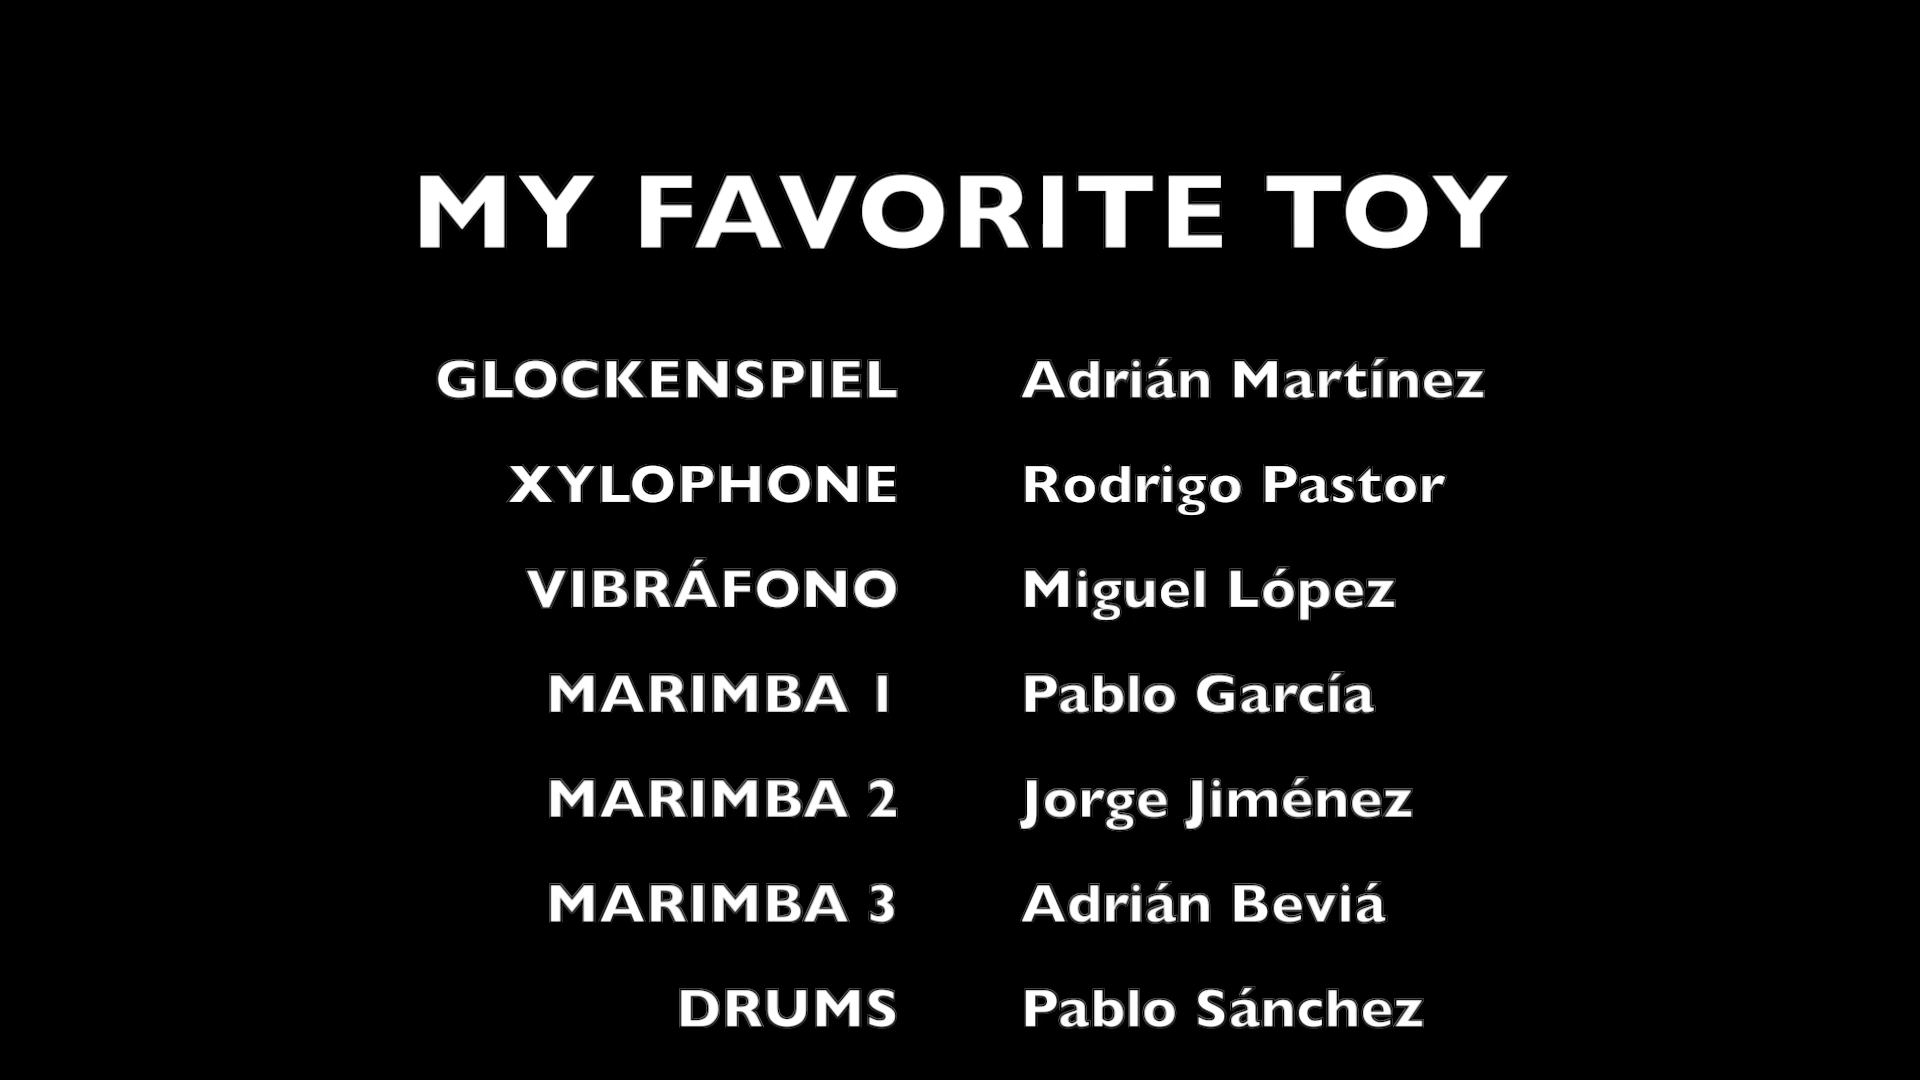 MY FAVORITE TOY
GLOCKENSPIEL Adrián Martínez
XYLOPHONE Rodrigo Pastor
VIBRÁFONO Miguel López
MARIMBA 1 Pablo García
MARIMBA 2 Jorge Jiménez
MARIMBA 3 Adrián Beviá
DRUMS Pablo Sánchez